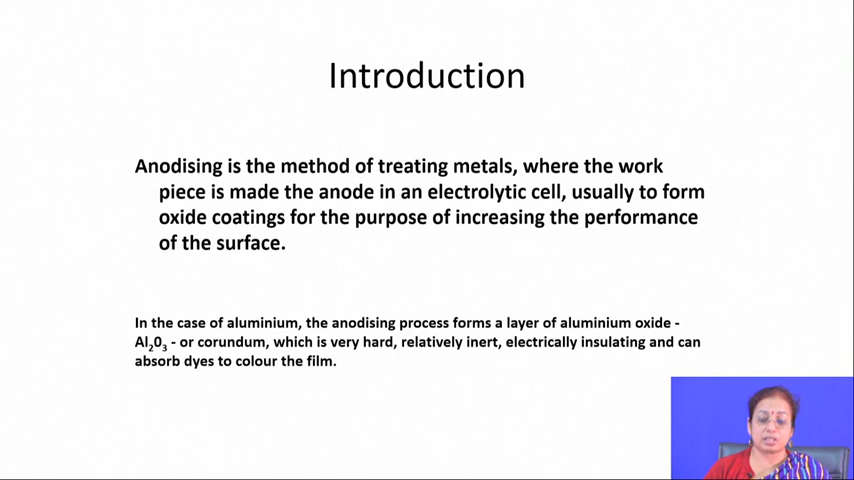 Introduction
Anodising is the method of treating metals, where the work
piece is made the anode in an electrolytic cell, usually to form
oxide coatings for the purpose of increasing the performance
of the surface.
In the case of aluminium, the anodising process forms a layer of aluminium oxide -
Al₂0₃ - or corundum, which is very hard, relatively inert, electrically insulating and can
absorb dyes to colour the film.